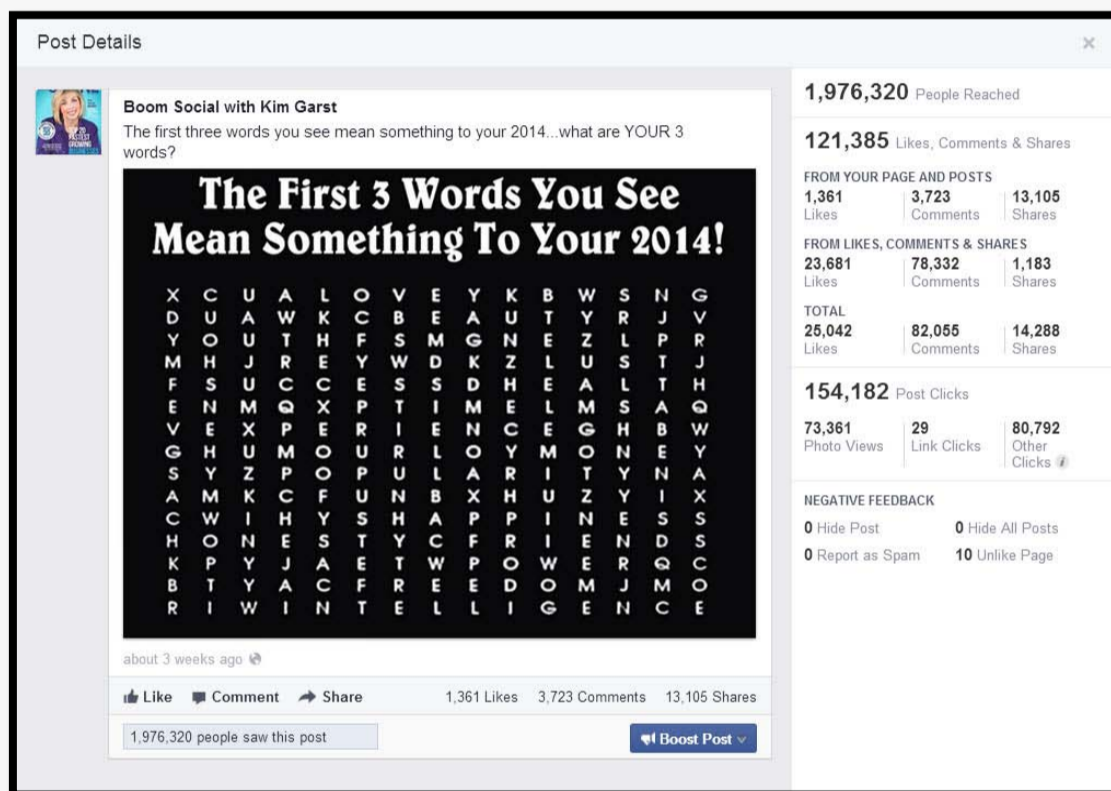 Post Details
Boom Social with Kim Garst
The first three words you see mean something to your 2014...what are YOUR 3
words?
The First 3 Words You See
Mean Something To Your 2014!
X C U A L O V E Y K B W S N G
D U A W K C B E A U T Y R J V
Y O U T H F S M G N E Z L P R
M H J R E Y W D K Z L U S T J
F S U C C E S S D H E A L T H
E N M Q X P T I M E L M S A Q
V E X P E R I E N C E G H B W
G H U M O U R L O Y M O N E Y
S Y Z P O P U L A R I T Y N A
A M K C F U N B X H U Z Y I X
C W I H Y S H A P P I N E S S
H O N E S T Y C F R I E N D S
K P Y J A E T W P O W E R Q C
B T Y A C F R E E D O M J M O
R I W I N T E L L I G E N C E
about 3 weeks ago
Like Comment Share 1,361 Likes 3,723 Comments 13,105 Shares
1,976,320 people saw this post
Boost Post
1,976,320 People Reached
121,385 Likes, Comments & Shares
FROM YOUR PAGE AND POSTS
1,361 3,723 13,105
Likes Comments Shares
FROM LIKES, COMMENTS & SHARES
23,681 78,332 1,183
Likes Comments Shares
TOTAL
25,042 82,055 14,288
Likes Comments Shares
154,182 Post Clicks
73,361 29 80,792
Photo Views Link Clicks Other
Clicks i
NEGATIVE FEEDBACK
0 Hide Post 0 Hide All Posts
0 Report as Spam 10 Unlike Page